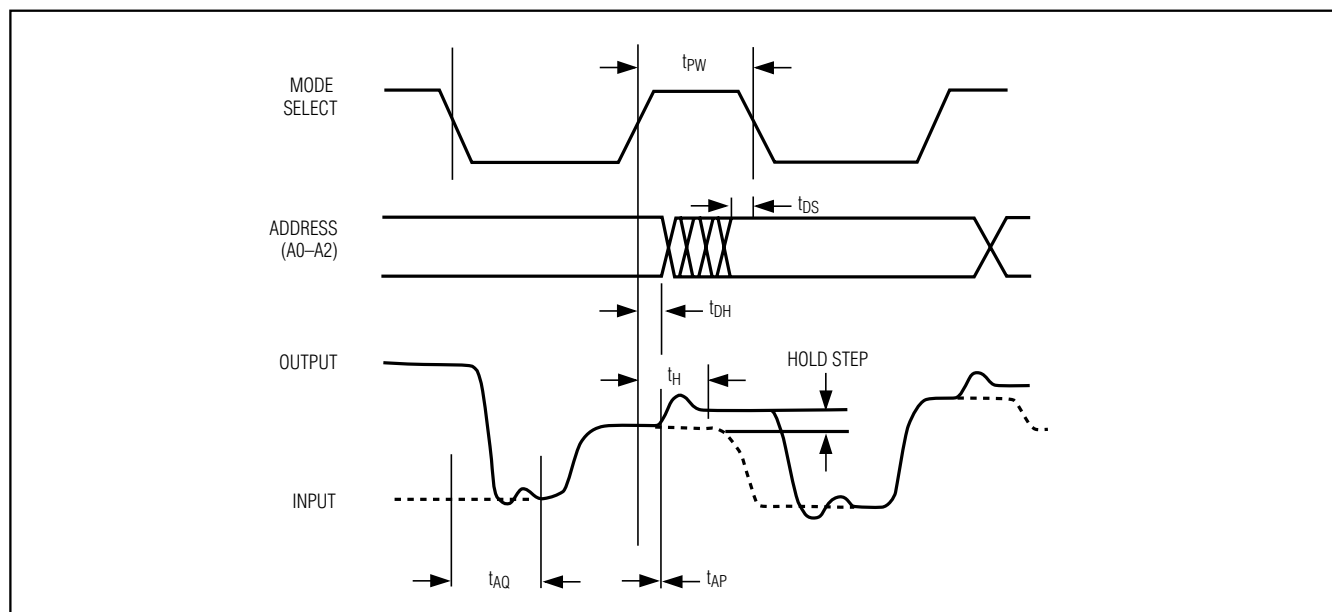 tPW
MODE
SELECT
tDS
ADDRESS
(A0–A2)
tDH
OUTPUT
HOLD STEP
tH
INPUT
tAQ
tAP